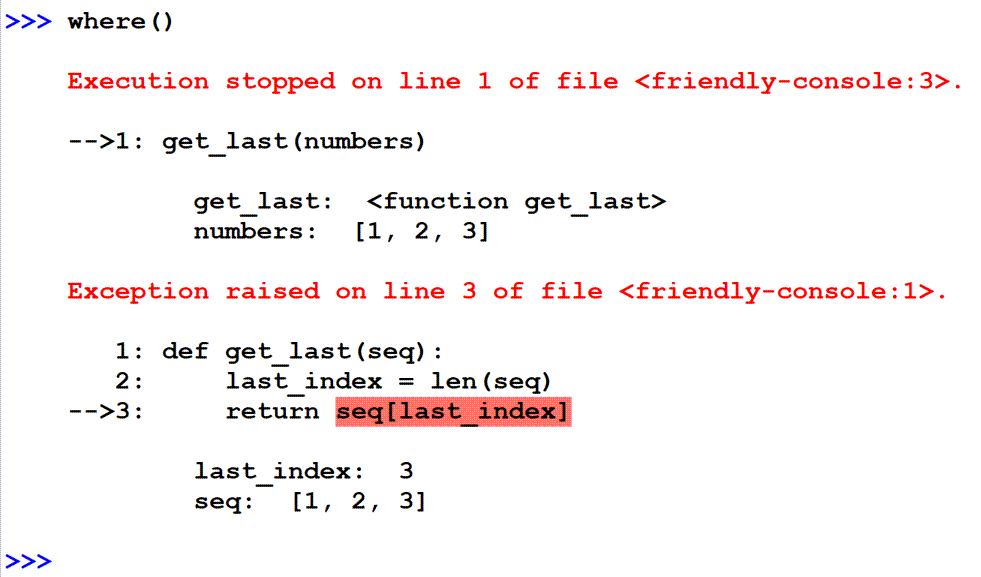 >>> where()
Execution stopped on line 1 of file <friendly-console:3>.
-->1: get_last(numbers)
get_last:  <function get_last>
numbers:  [1, 2, 3]
Exception raised on line 3 of file <friendly-console:1>.
1: def get_last(seq):
2:     last_index = len(seq)
-->3:     return seq[last_index]
last_index:  3
seq:  [1, 2, 3]
>>>